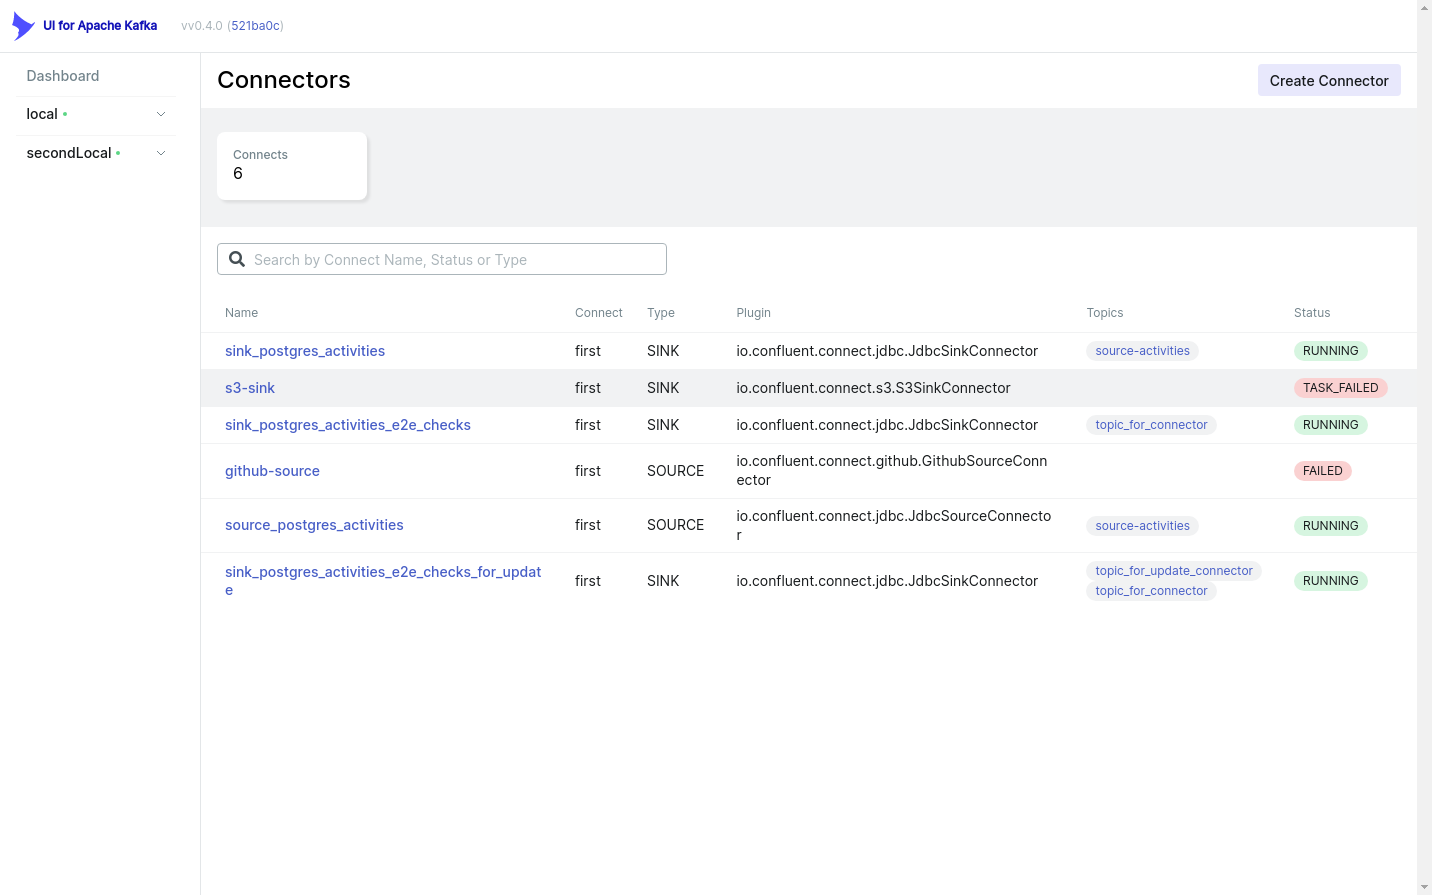 UI for Apache Kafka vv0.4.0 (521ba0c)
Dashboard
local
secondLocal
Connectors
Create Connector
Connects
6
Search by Connect Name, Status or Type
Name Connect Type Plugin Topics Status
sink_postgres_activities first SINK io.confluent.connect.jdbc.JdbcSinkConnector source-activities RUNNING
s3-sink first SINK io.confluent.connect.s3.S3SinkConnector TASK_FAILED
sink_postgres_activities_e2e_checks first SINK io.confluent.connect.jdbc.JdbcSinkConnector topic_for_connector RUNNING
github-source first SOURCE io.confluent.connect.github.GithubSourceConn
ector FAILED
source_postgres_activities first SOURCE io.confluent.connect.jdbc.JdbcSourceConnecto
r source-activities RUNNING
sink_postgres_activities_e2e_checks_for_updat
e first SINK io.confluent.connect.jdbc.JdbcSinkConnector topic_for_update_connector
topic_for_connector RUNNING